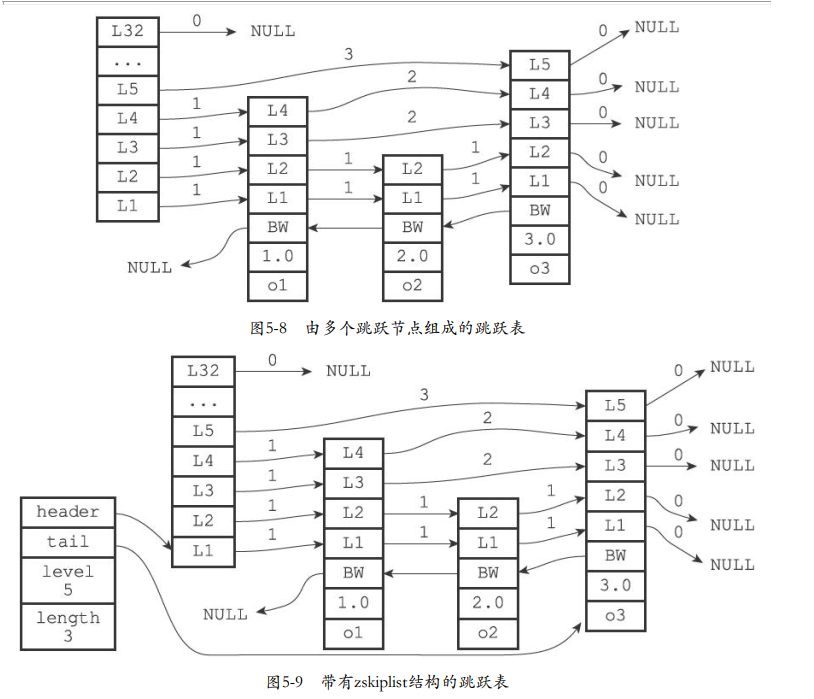 L32
0
NULL
...
L5
3
L4
1
L3
1
L2
1
L1
1
L4
2
L3
2
L2
1
L1
1
BW
1.0
o1
NULL
L2
1
L1
1
BW
2.0
o2
L5
0
NULL
L4
0
NULL
L3
0
NULL
L2
0
NULL
L1
0
NULL
BW
3.0
o3
图5-8 由多个跳跃节点组成的跳跃表
header
tail
level
5
length
3
L32
0
NULL
...
L5
3
L4
1
L3
1
L2
1
L1
1
L4
2
L3
2
L2
1
L1
1
BW
1.0
o1
NULL
L2
1
L1
1
BW
2.0
o2
L5
0
NULL
L4
0
NULL
L3
0
NULL
L2
0
NULL
L1
0
NULL
BW
3.0
o3
图5-9 带有zskiplist结构的跳跃表